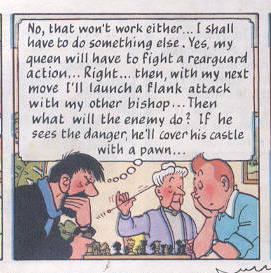 No, that won't work either... I shall
have to do something else. Yes, my
queen will have to fight a rearguard
action... Right... then, with my next
move I'll launch a flank attack
with my other bishop... Then
what will the enemy do? If he
sees the danger, he'll cover his castle
with a pawn...